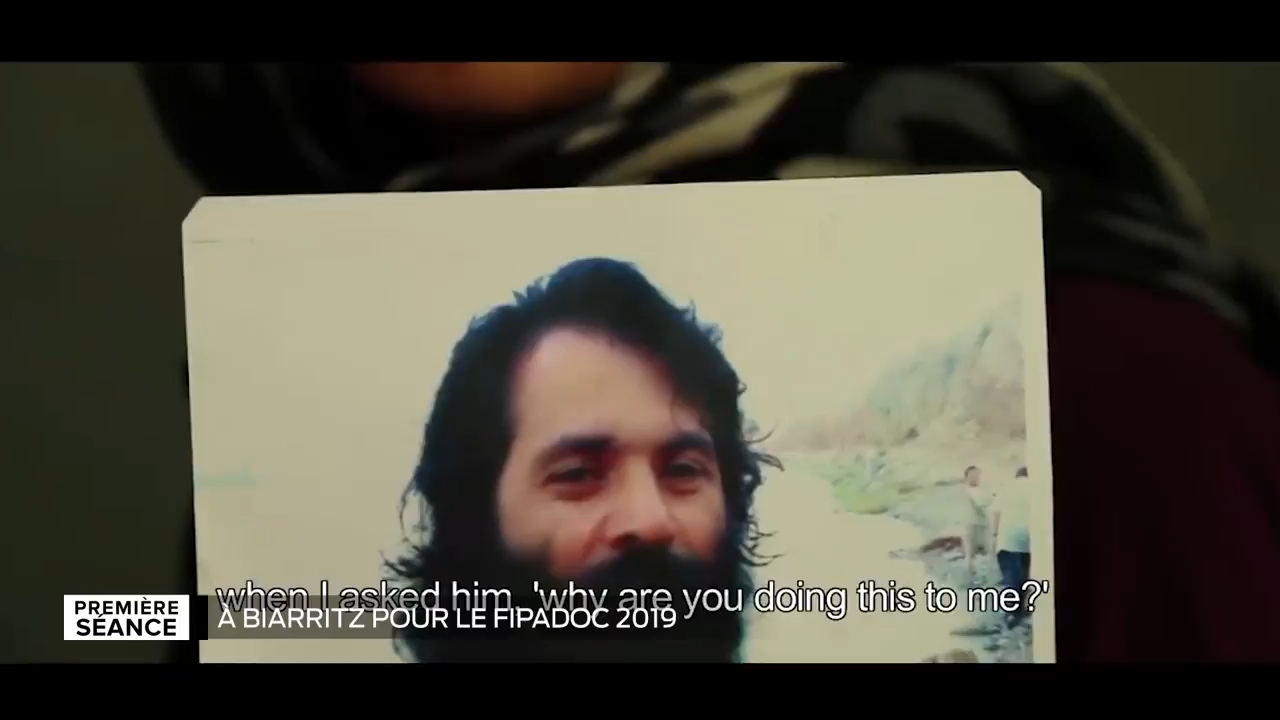 when I asked him, 'why are you doing this to me?'
PREMIÈRE
SÉANCE
À BIARRITZ POUR LE FIPADOC 2019